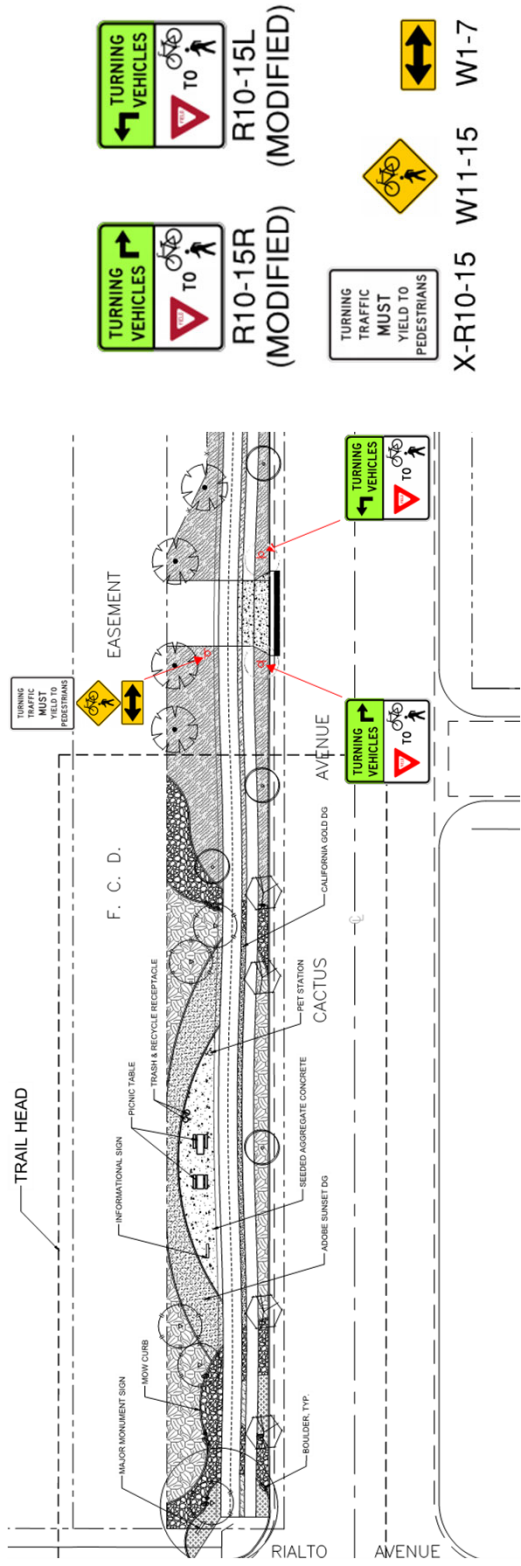 TURNING
VEHICLES
YIELD
TO
R10-15L
(MODIFIED)
TURNING
VEHICLES
YIELD
TO
R10-15R
(MODIFIED)
W1-7
W11-15
TURNING
TRAFFIC
MUST
YIELD TO
PEDESTRIANS
X-R10-15
TRAIL HEAD
EASEMENT
TURNING
TRAFFIC
MUST
YIELD TO
PEDESTRIANS
F. C. D.
MAJOR MONUMENT SIGN
MOW CURB
INFORMATIONAL SIGN
PICNIC TABLE
TRASH & RECYCLE RECEPTACLE
BOULDER, TYP.
ADOBE SUNSET DG
SEEDED AGGREGATE CONCRETE
PET STATION
CALIFORNIA GOLD DG
CACTUS AVENUE
TURNING
VEHICLES
TO
TURNING
VEHICLES
TO
RIALTO AVENUE